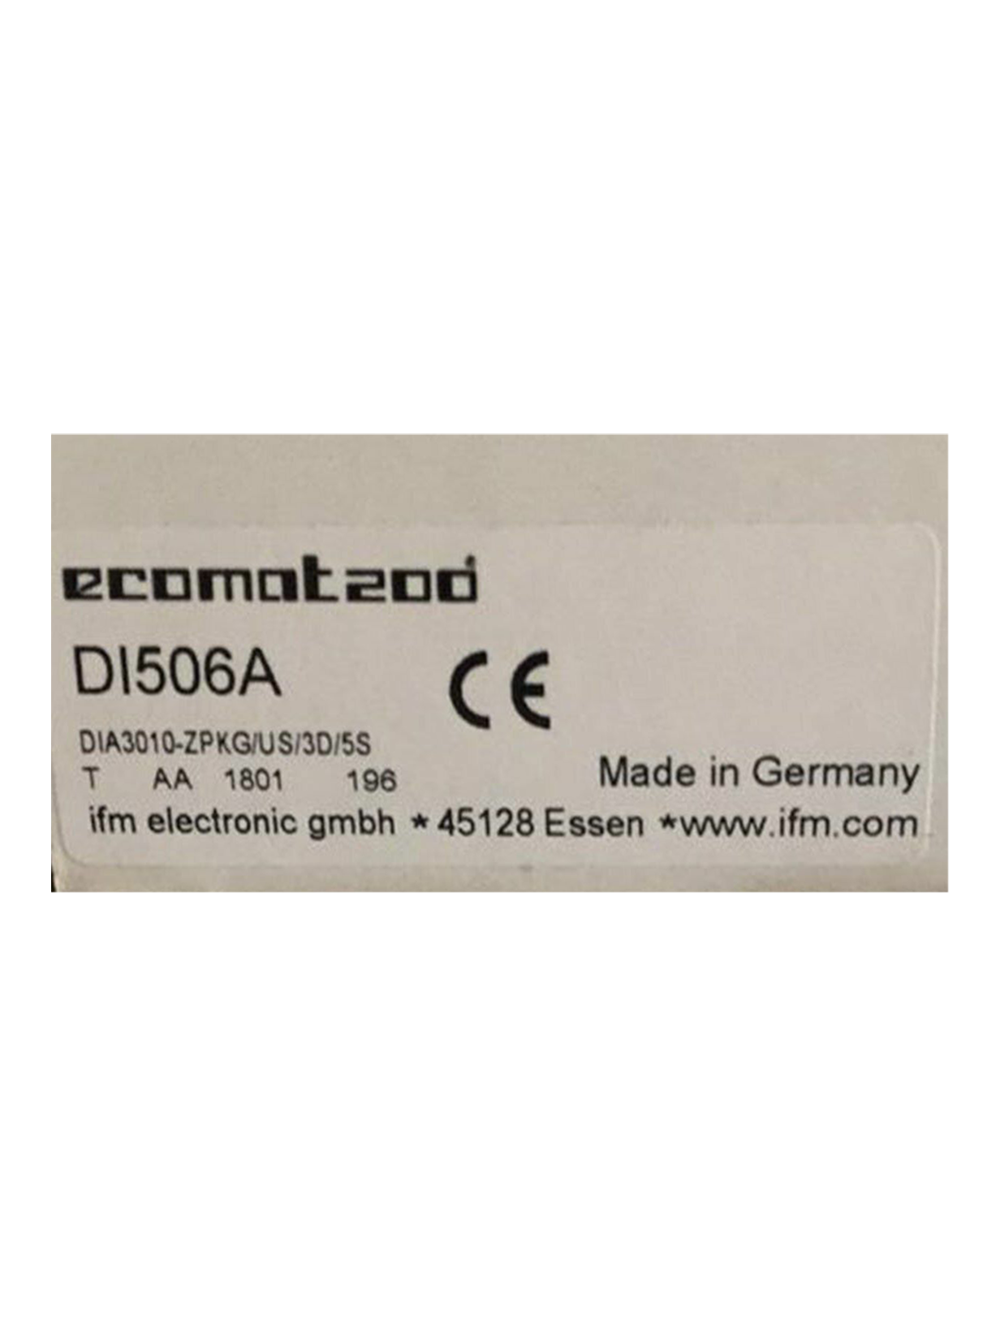 ecomat200
DI506A
CE
DIA3010-ZPKG/US/3D/5S
T AA 1801 196
Made in Germany
ifm electronic gmbh * 45128 Essen *www.ifm.com